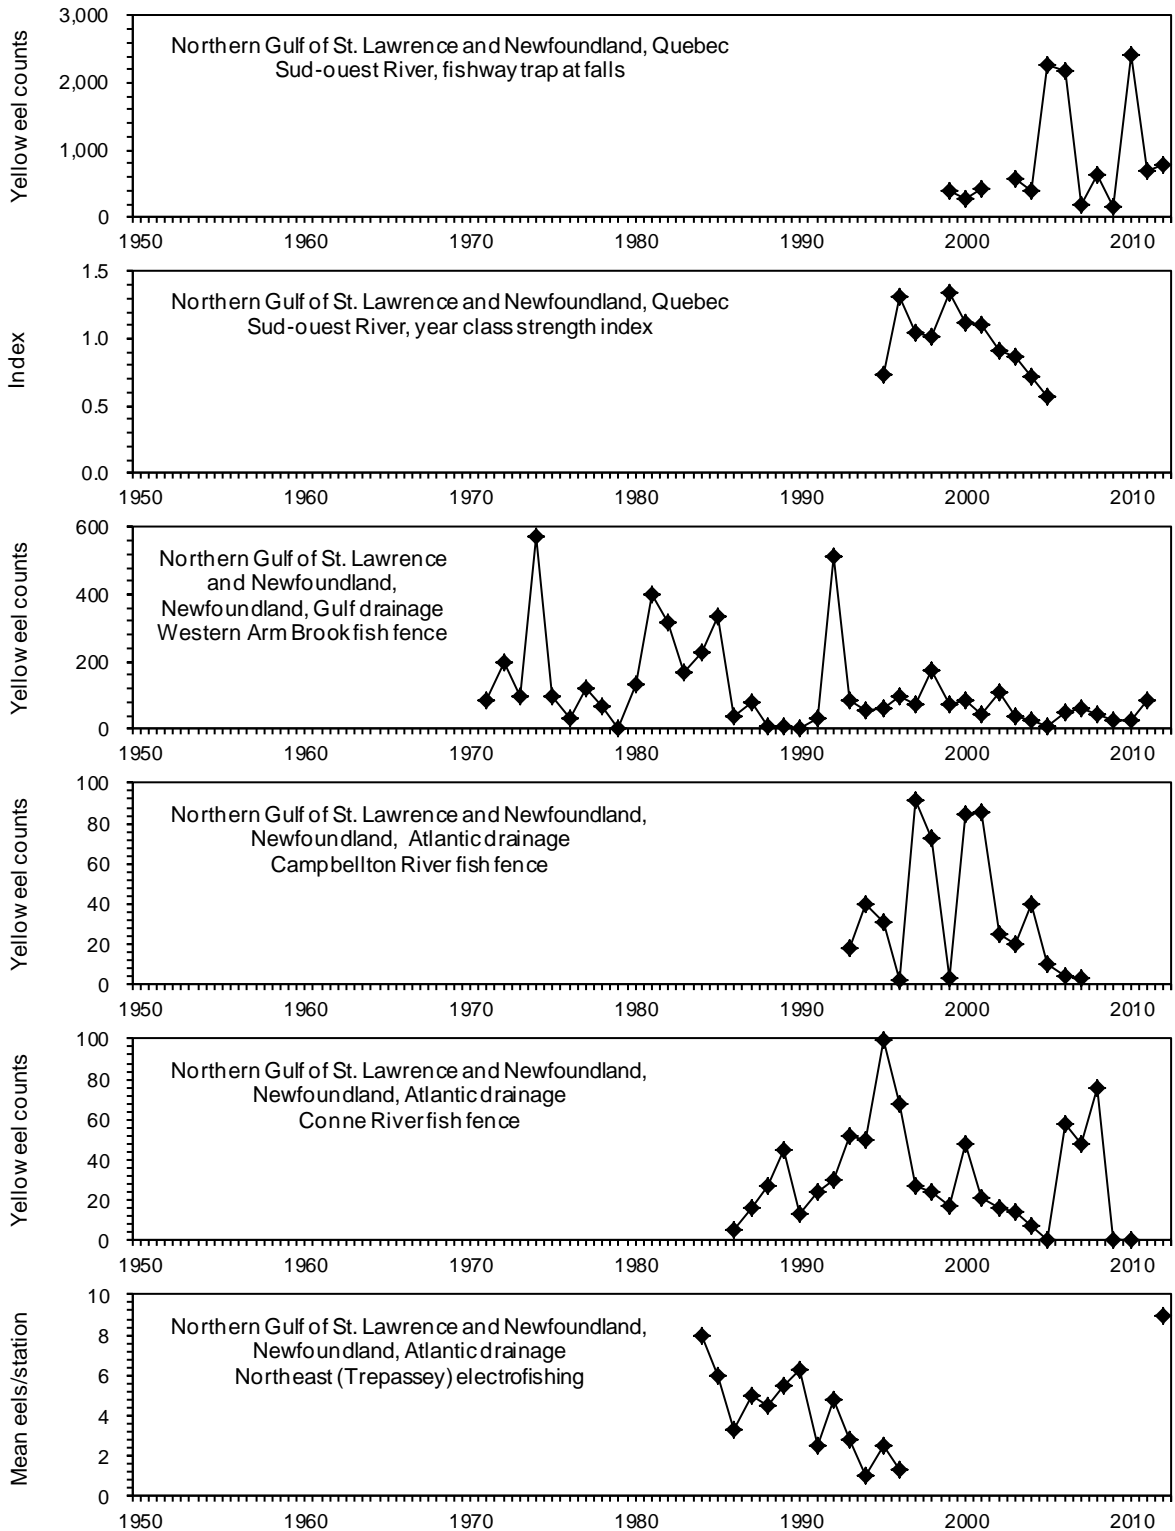 Yellow eel counts
3,000
2,000
1,000
0
Northern Gulf of St. Lawrence and Newfoundland, Quebec
Sud-ouest River, fishway trap at falls
1950 1960 1970 1980 1990 2000 2010
Index
1.5
1.0
0.5
0.0
Northern Gulf of St. Lawrence and Newfoundland, Quebec
Sud-ouest River, year class strength index
1950 1960 1970 1980 1990 2000 2010
Yellow eel counts
600
400
200
0
Northern Gulf of St. Lawrence
and Newfoundland,
Newfoundland, Gulf drainage
Western Arm Brook fish fence
1950 1960 1970 1980 1990 2000 2010
Yellow eel counts
100
80
60
40
20
0
Northern Gulf of St. Lawrence and Newfoundland,
Newfoundland, Atlantic drainage
Campbellton River fish fence
1950 1960 1970 1980 1990 2000 2010
Yellow eel counts
100
80
60
40
20
0
Northern Gulf of St. Lawrence and Newfoundland,
Newfoundland, Atlantic drainage
Conne River fish fence
1950 1960 1970 1980 1990 2000 2010
Mean eels/station
10
8
6
4
2
0
Northern Gulf of St. Lawrence and Newfoundland,
Newfoundland, Atlantic drainage
Northeast (Trepassey) electrofishing
1950 1960 1970 1980 1990 2000 2010